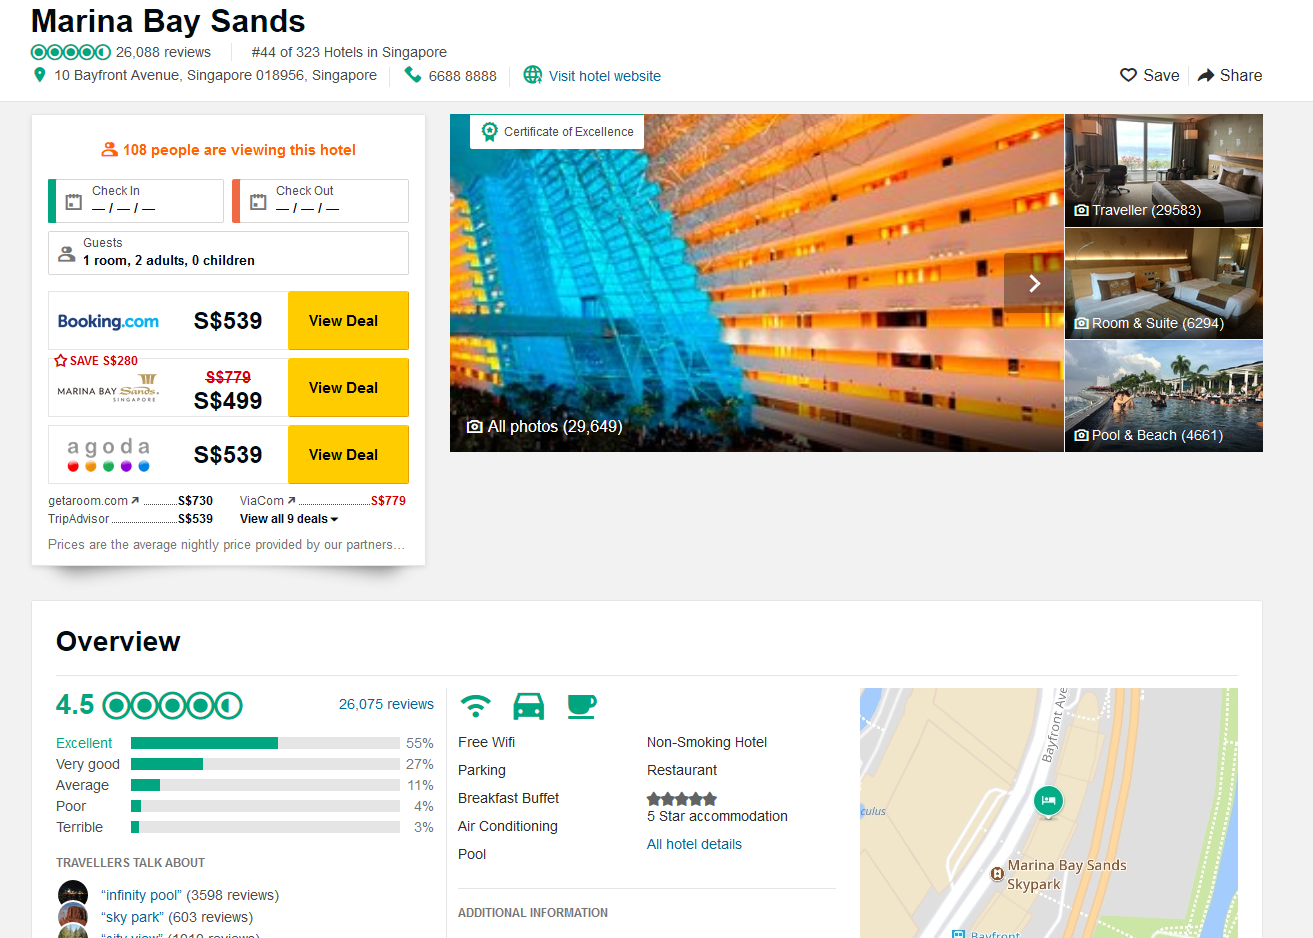 Marina Bay Sands
26,088 reviews #44 of 323 Hotels in Singapore
10 Bayfront Avenue, Singapore 018956, Singapore 6688 8888 Visit hotel website Save Share
108 people are viewing this hotel
Check In
— / — / —
Check Out
— / — / —
Guests
1 room, 2 adults, 0 children
Booking.com S$539 View Deal
SAVE S$280
MARINA BAY Sands
SINGAPORE
S$779
S$499
View Deal
agoda S$539 View Deal
getaroom.com S$730 ViaCom S$779
TripAdvisor S$539 View all 9 deals
Prices are the average nightly price provided by our partners…
Certificate of Excellence
All photos (29,649)
Traveller (29583)
Room & Suite (6294)
Pool & Beach (4661)
Overview
4.5 26,075 reviews
Excellent 55%
Very good 27%
Average 11%
Poor 4%
Terrible 3%
TRAVELLERS TALK ABOUT
“infinity pool” (3598 reviews)
“sky park” (603 reviews)
Free Wifi
Parking
Breakfast Buffet
Air Conditioning
Pool
Non-Smoking Hotel
Restaurant
5 Star accommodation
All hotel details
ADDITIONAL INFORMATION
Bayfront Ave
culus
Marina Bay Sands
Skypark
Bayfront